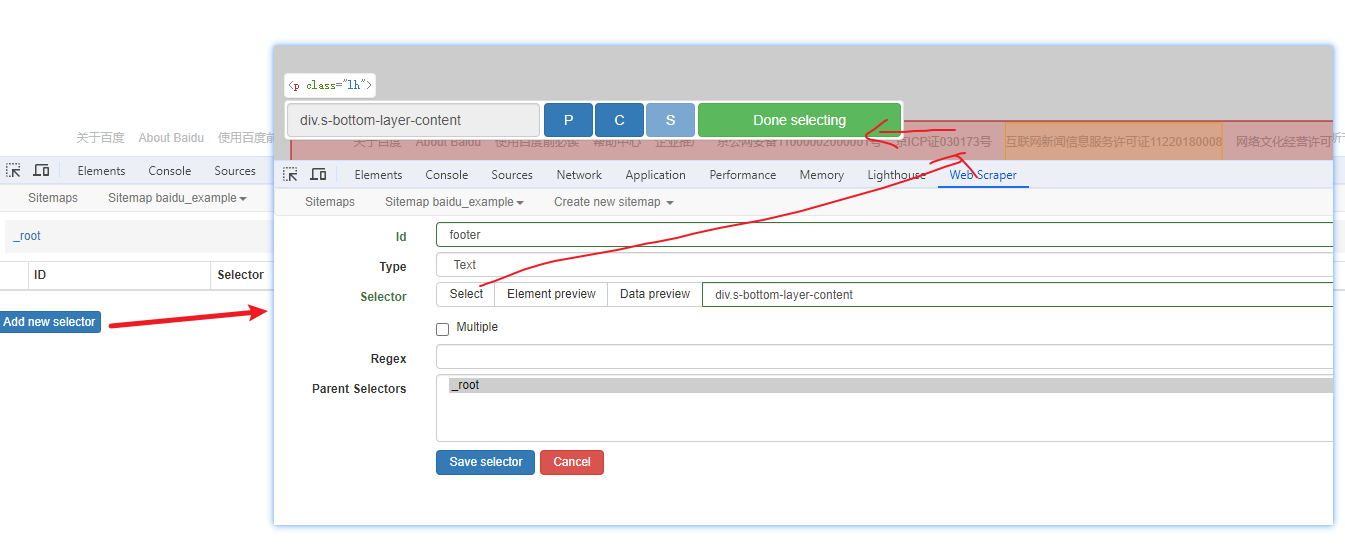 <p class="lh">
div.s-bottom-layer-content P C S Done selecting
关于百度 About Baidu 使用百度前
关于百度 About Baidu 使用百度前必读 帮助中心 企业推广 京公网安备11000002000001号 京ICP证030173号 互联网新闻信息服务许可证11220180008 网络文化经营许可
Elements Console Sources
Elements Console Sources Network Application Performance Memory Lighthouse Web Scraper
Sitemaps Sitemap baidu_example
Sitemaps Sitemap baidu_example Create new sitemap
_root
ID Selector
Add new selector
Id footer
Type Text
Selector Select Element preview Data preview div.s-bottom-layer-content
Multiple
Regex
Parent Selectors _root
Save selector Cancel